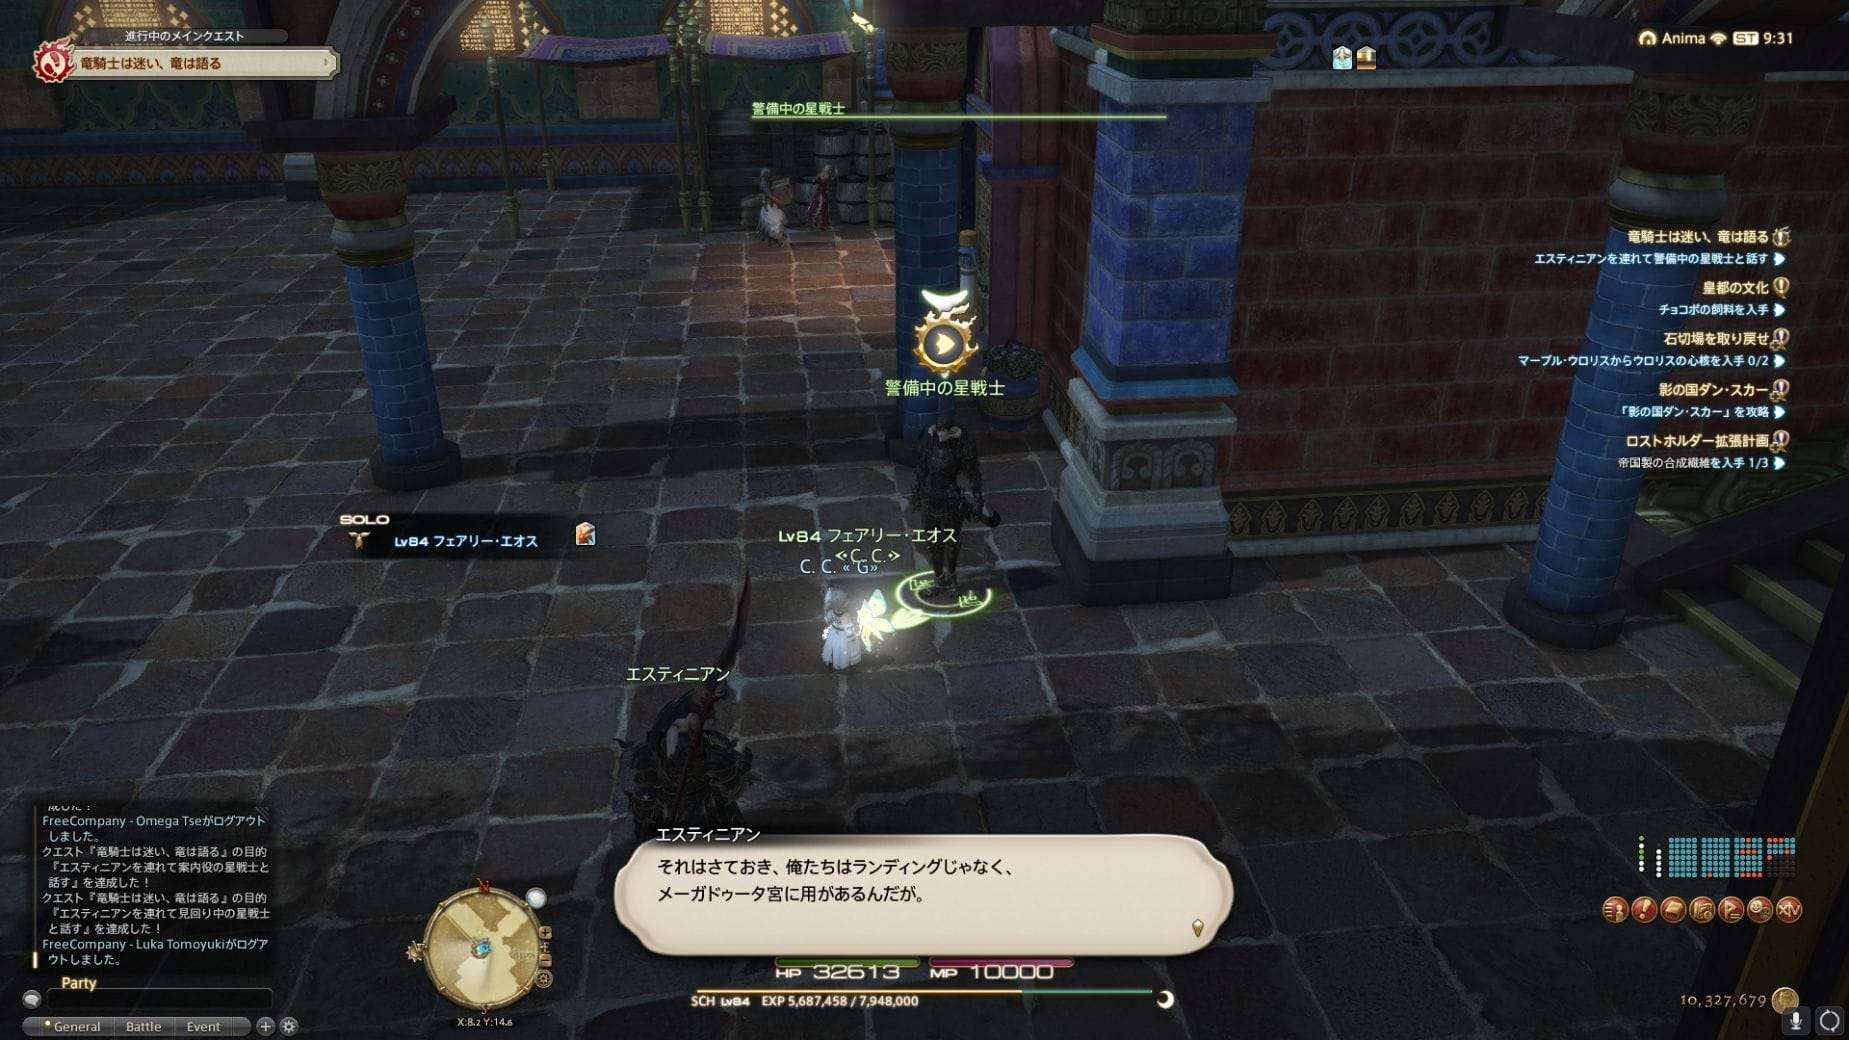 進行中のメインクエスト
竜騎士は迷い、竜は語る
警備中の星戦士
Anima ST 9:31
竜騎士は迷い、竜は語る
エスティニアンを連れて警備中の星戦士と話す
皇都の文化
チョコボの飼料を入手
石切場を取り戻せ
マーブル・ウロリスからウロリスの心核を入手 0/2
影の国ダン・スカー
「影の国ダン・スカー」を攻略
ロストホルダー拡張計画
帝国製の合成繊維を入手 1/3
警備中の星戦士
SOLO
Lv84 フェアリー・エオス
Lv84 フェアリー・エオス
<C. C.>
C. C. «G»
エスティニアン
エスティニアン
それはさておき、俺たちはランディングじゃなく、
メーガドゥータ宮に用があるんだが。
成した！
FreeCompany - Omega Tseがログアウト
しました。
クエスト『竜騎士は迷い、竜は語る』の目的
『エスティニアンを連れて案内役の星戦士と
話す』を達成した！
クエスト『竜騎士は迷い、竜は語る』の目的
『エスティニアンを連れて見回り中の星戦士
と話す』を達成した！
FreeCompany - Luka Tomoyukiがログア
ウトしました。
Party
General Battle Event
N
X:8.2 Y:14.6
HP 32613 MP 10000
SCH Lv84 EXP 5,687,458 / 7,948,000
XIV
10,327,679